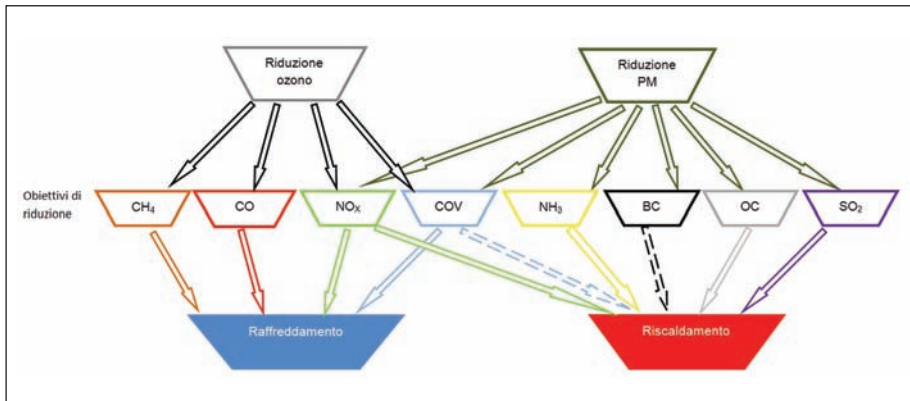 Riduzione
ozono
Riduzione
PM
Obiettivi di
riduzione
CH₄
CO
NOₓ
COV
NH₃
BC
OC
SO₂
Raffreddamento
Riscaldamento